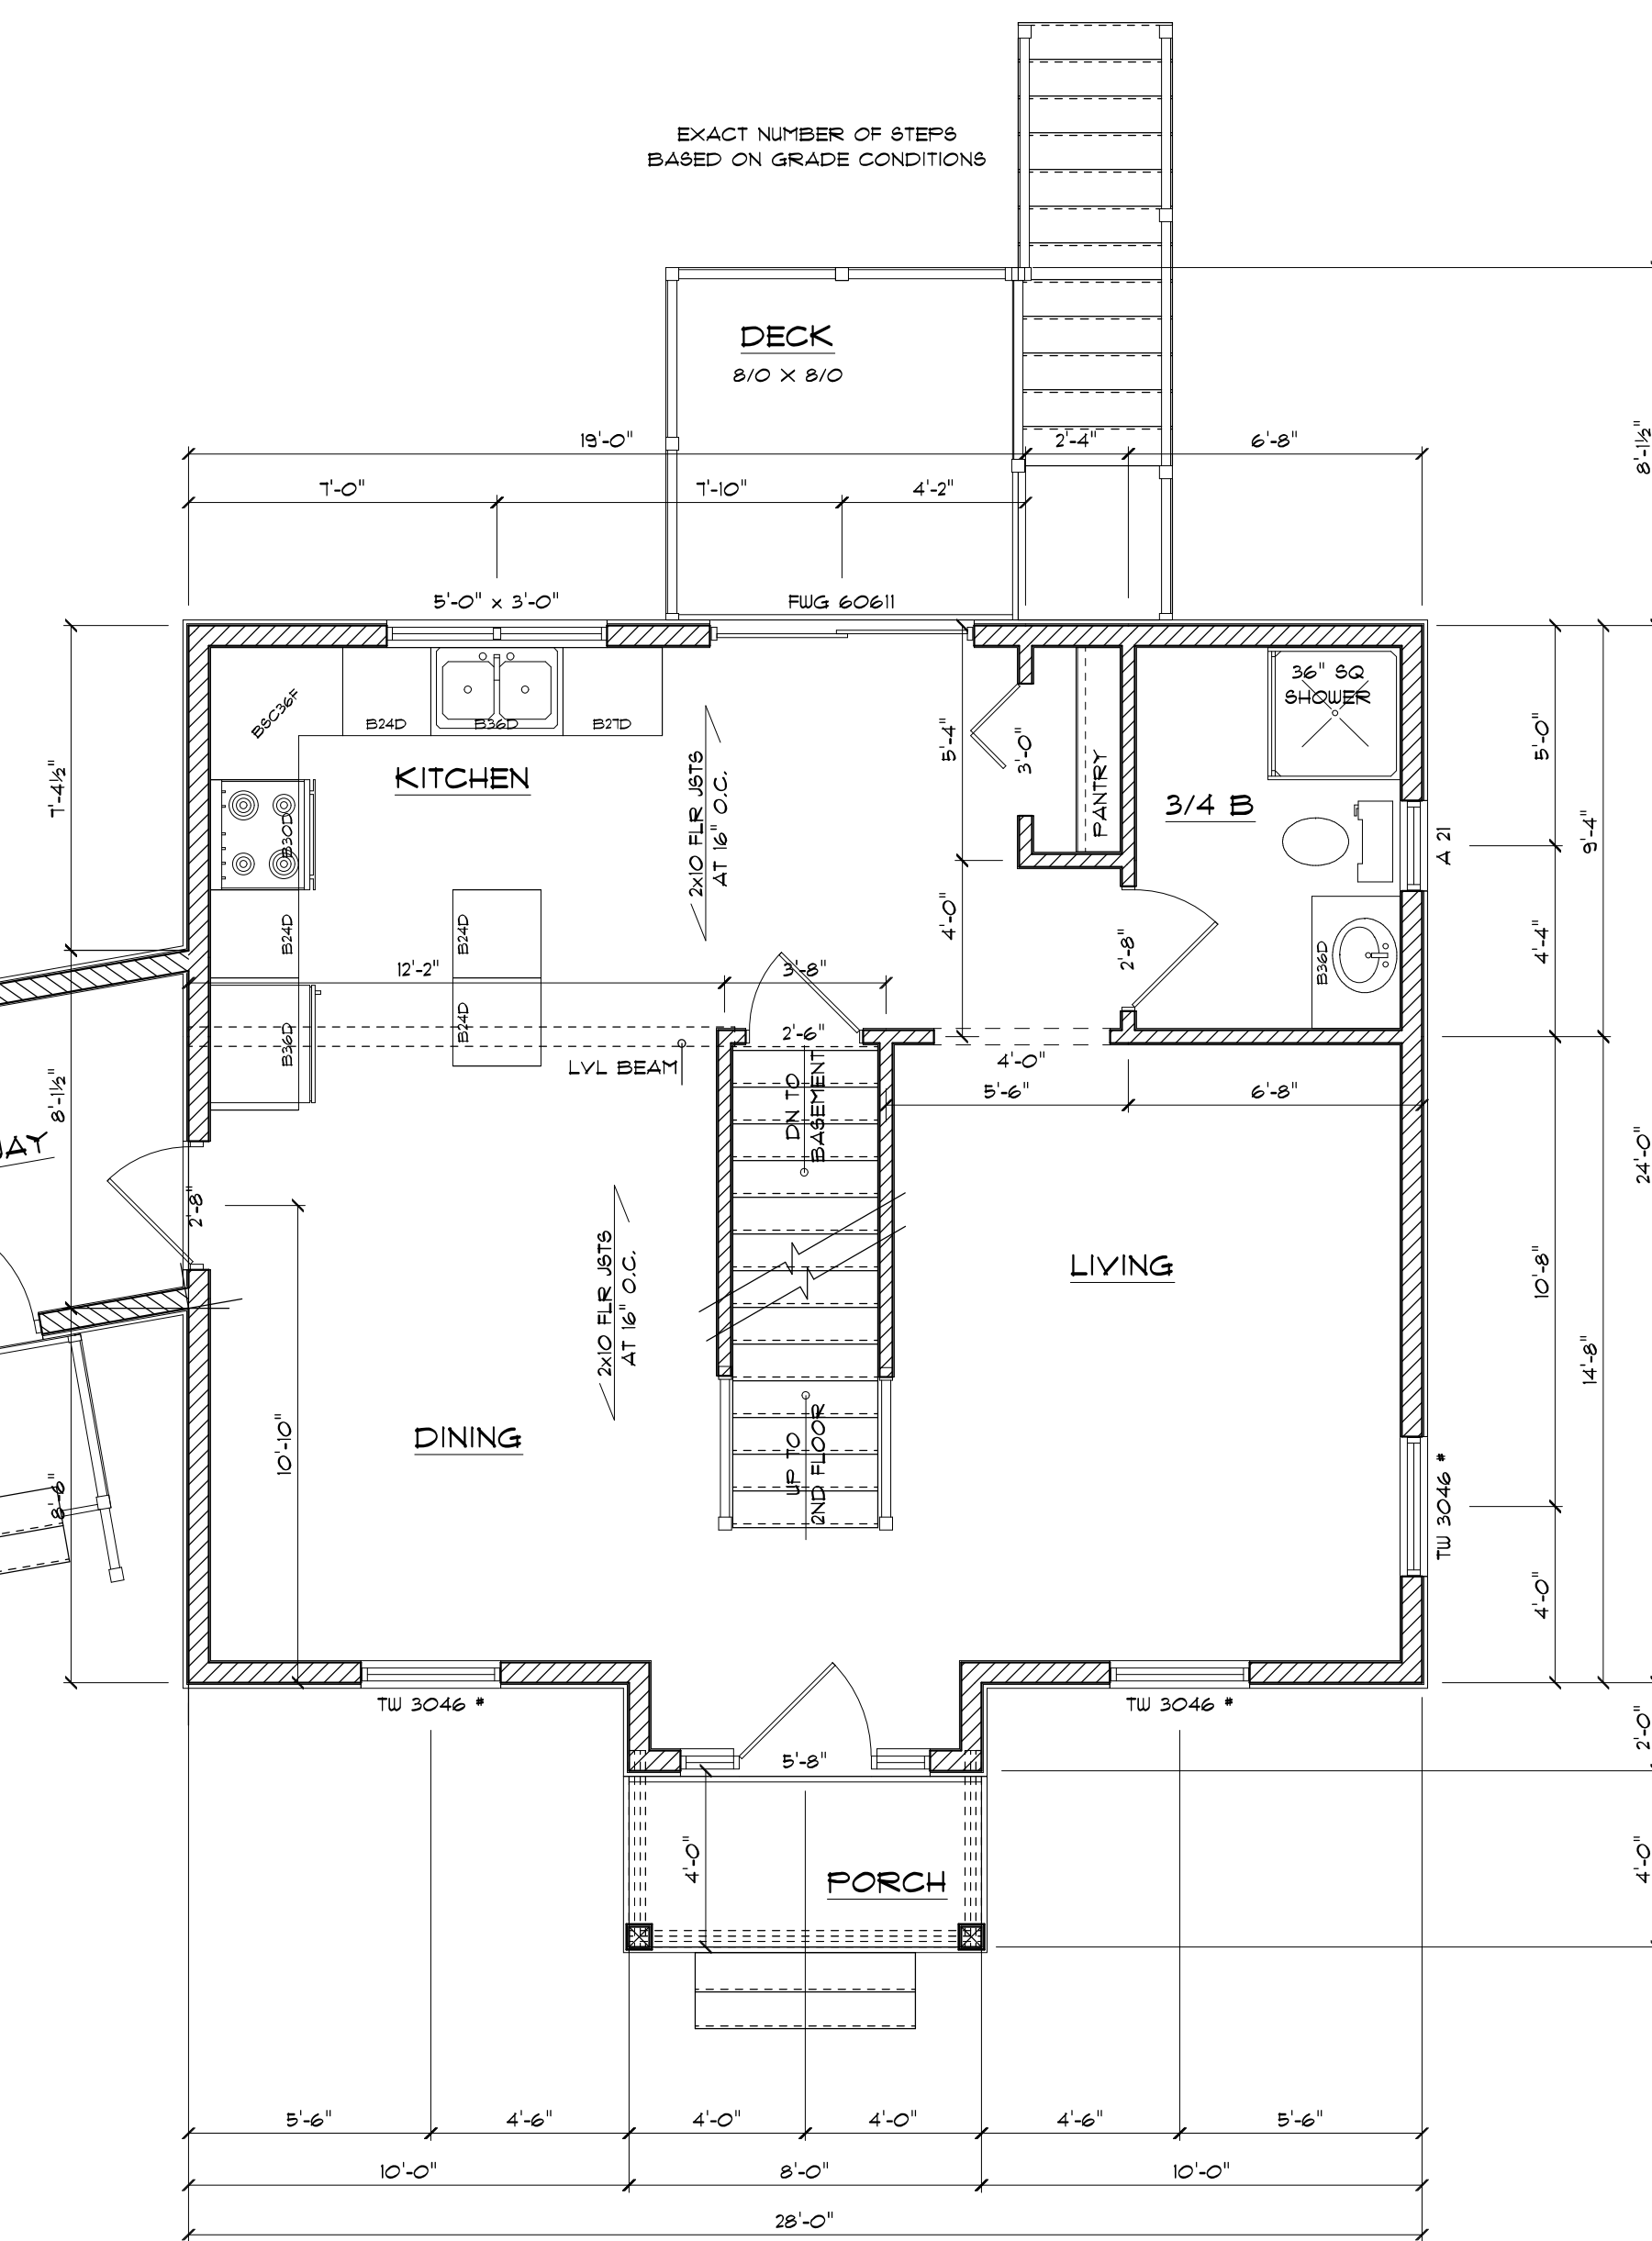 EXACT NUMBER OF STEPS
BASED ON GRADE CONDITIONS
DECK
8/0 X 8/0
8'-1½"
19'-0"
2'-4"
6'-8"
7'-0"
7'-10"
4'-2"
5'-0" x 3'-0"
FWG 60611
36" SQ
SHOWER
BSC36F
B24D
B36D
B27D
KITCHEN
2x10 FLR JSTS
AT 16" O.C.
5'-4"
3'-0"
PANTRY
3/4 B
A 21
5'-0"
9'-4"
7'-4½"
B30D
B24D
B24D
4'-0"
2'-8"
B36D
4'-4"
12'-2"
3'-8"
B36D
B24D
2'-6"
LVL BEAM
4'-0"
5'-6"
6'-8"
DN TO
BASEMENT
8'-1½"
2'-8"
24'-0"
LIVING
10'-8"
14'-8"
2x10 FLR JSTS
AT 16" O.C.
DINING
10'-10"
UP TO
2ND FLOOR
8'-6"
TW 3046 #
4'-0"
TW 3046 #
TW 3046 #
5'-8"
2'-0"
4'-0"
PORCH
4'-0"
5'-6"
4'-6"
4'-0"
4'-0"
4'-6"
5'-6"
10'-0"
8'-0"
10'-0"
28'-0"